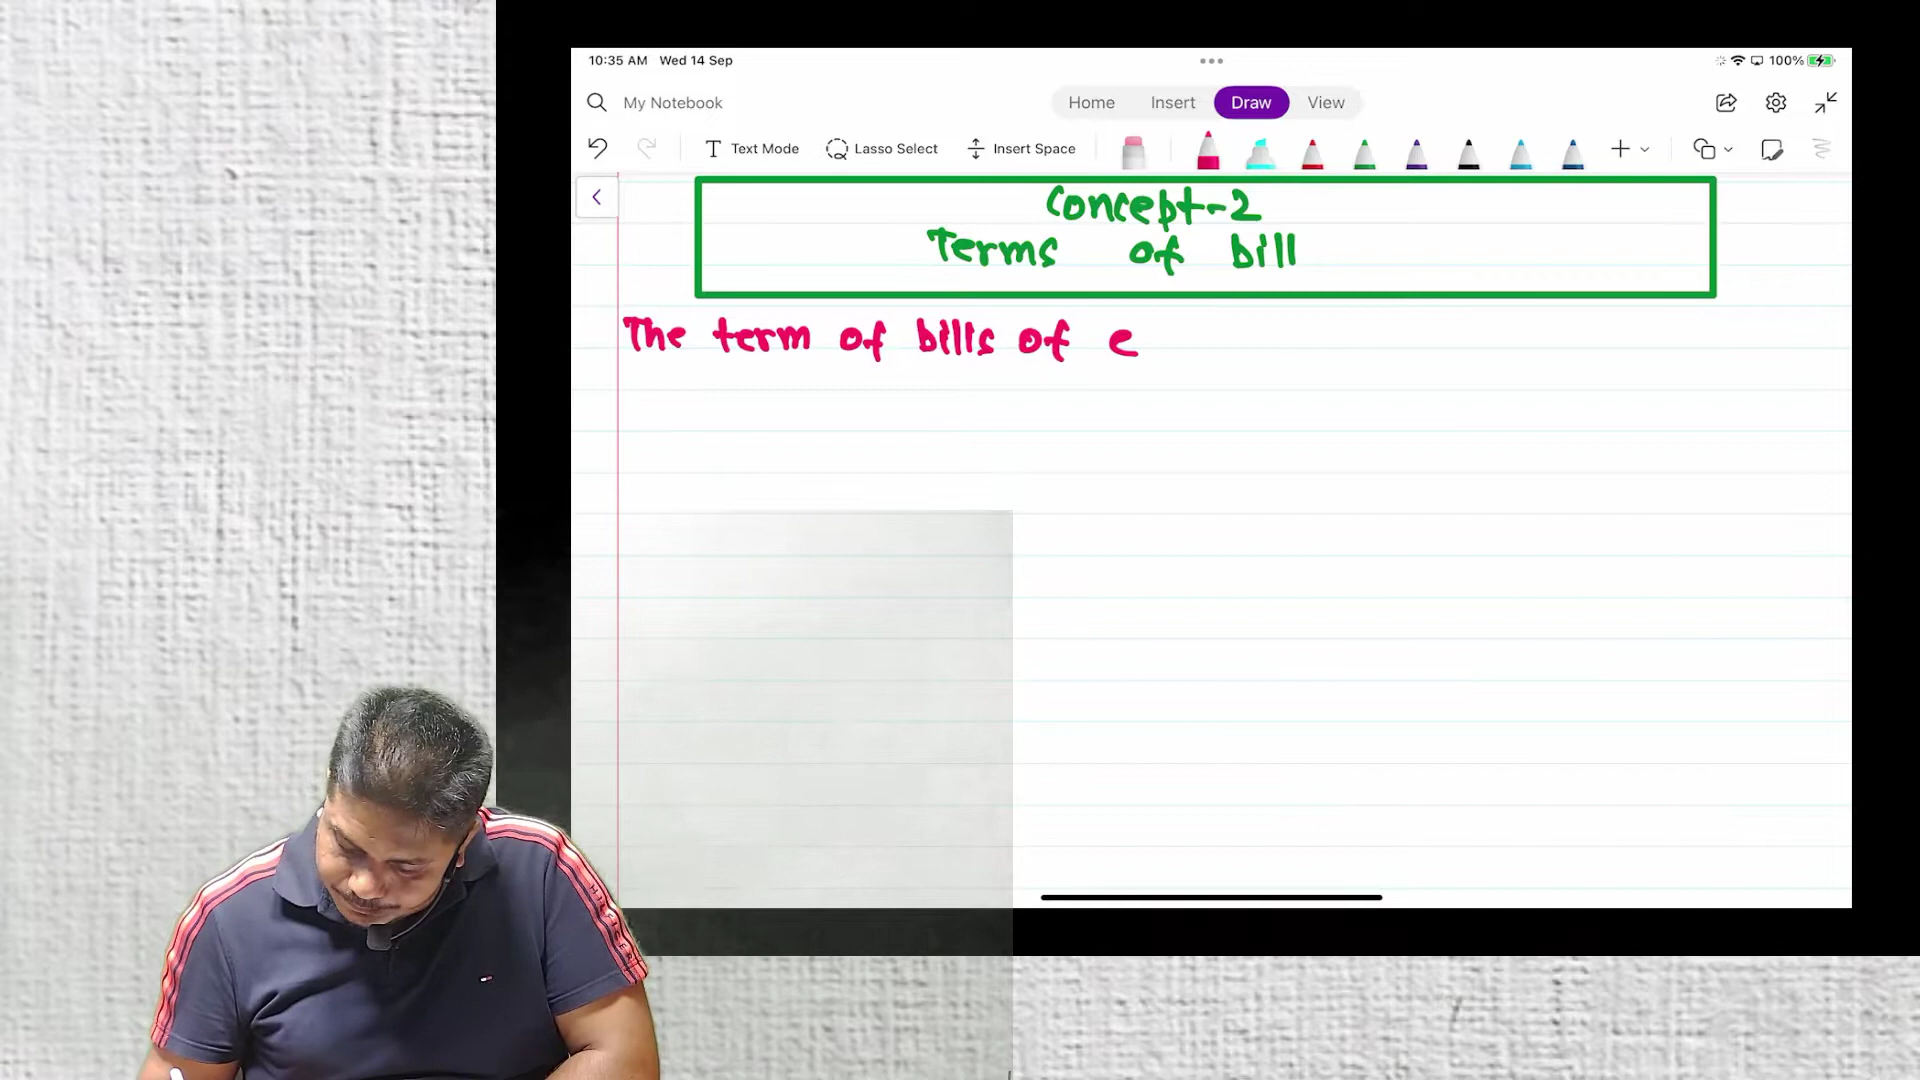 10:35 AM Wed 14 Sep
100%
My Notebook
Home Insert Draw View
Text Mode Lasso Select Insert Space
Concept-2
Terms of bill
The term of bills of e